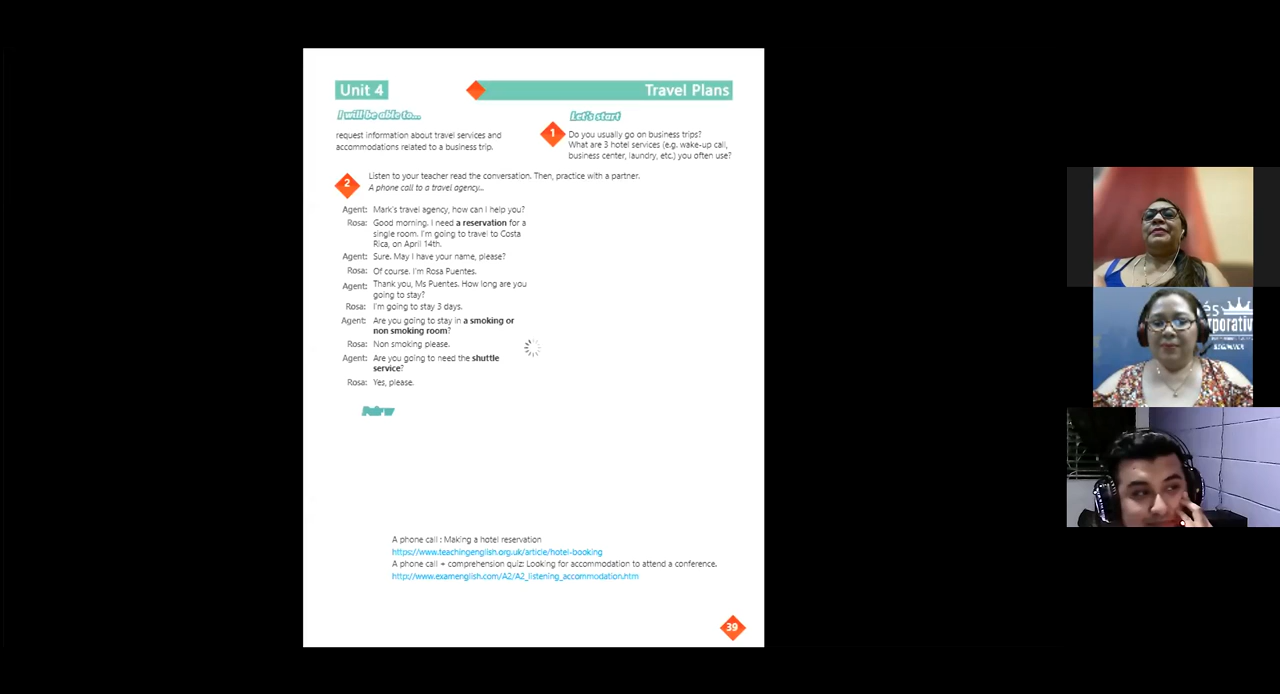 Unit 4
Travel Plans
I will be able to...
request information about travel services and
accommodations related to a business trip.
Let's start
1
Do you usually go on business trips?
What are 3 hotel services (e.g. wake-up call,
business center, laundry, etc.) you often use?
2
Listen to your teacher read the conversation. Then, practice with a partner.
A phone call to a travel agency...
Agent: Mark's travel agency, how can I help you?
Rosa: Good morning. I need a reservation for a
single room. I'm going to travel to Costa
Rica, on April 14th.
Agent: Sure. May I have your name, please?
Rosa: Of course. I'm Rosa Puentes.
Agent: Thank you, Ms Puentes. How long are you
going to stay?
Rosa: I'm going to stay 3 days.
Agent: Are you going to stay in a smoking or
non smoking room?
Rosa: Non smoking please.
Agent: Are you going to need the shuttle
service?
Rosa: Yes, please.
Pair w
A phone call : Making a hotel reservation
https://www.teachingenglish.org.uk/article/hotel-booking
A phone call + comprehension quiz: Looking for accommodation to attend a conference.
http://www.examenglish.com/A2/A2_listening_accommodation.htm
39
és
rporativ